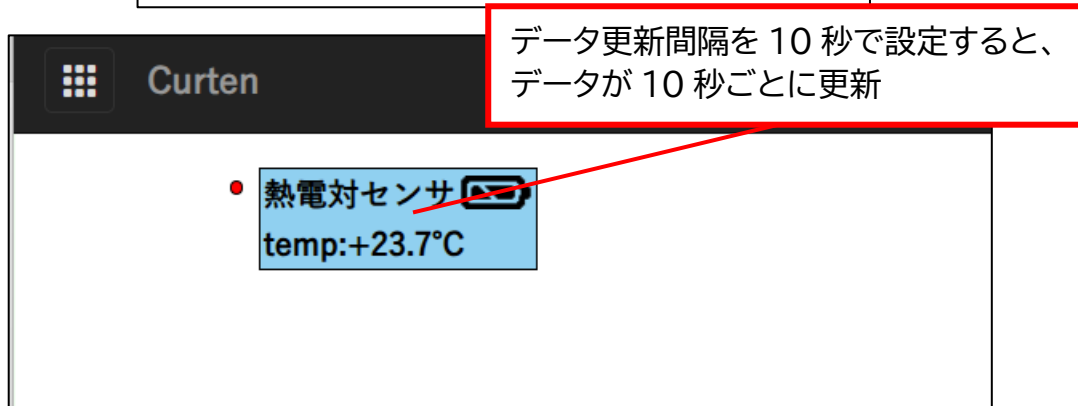 データ更新間隔を 10 秒で設定すると、
データが 10 秒ごとに更新
Curten
熱電対センサ
temp:+23.7°C